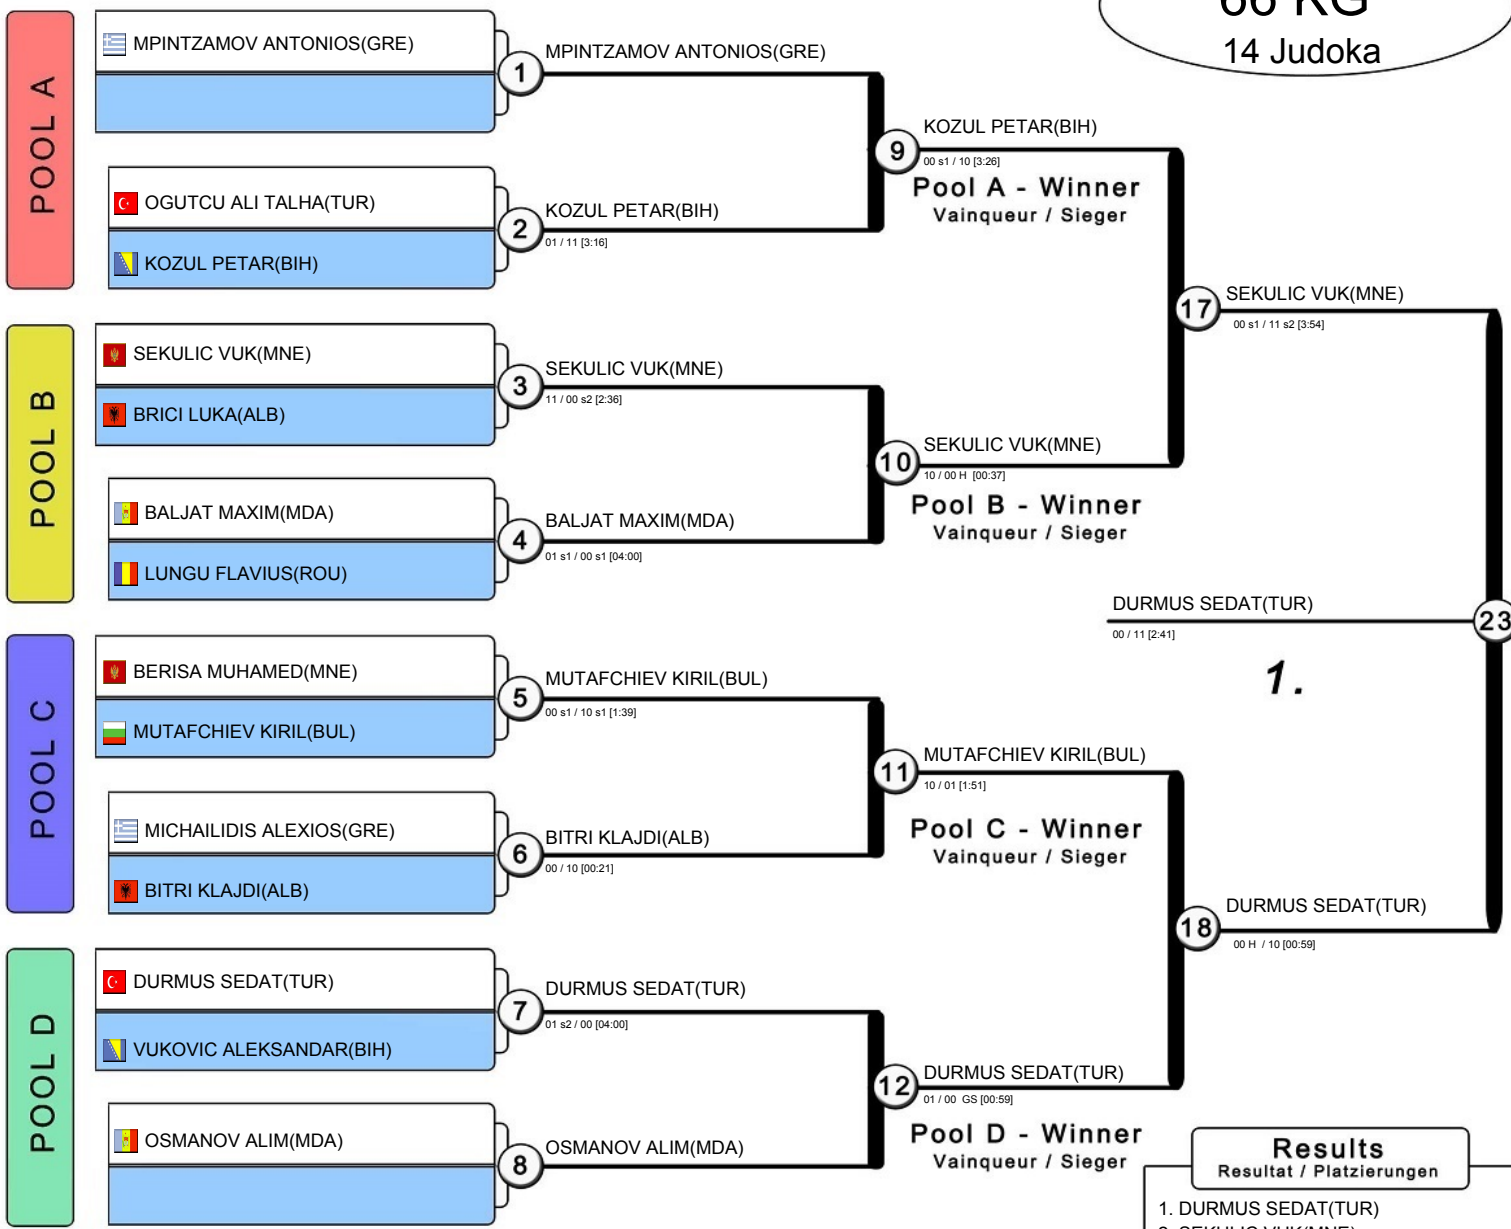 66 KG
14 Judoka
POOL A
MPINTZAMOV ANTONIOS(GRE)
1
MPINTZAMOV ANTONIOS(GRE)
OGUTCU ALI TALHA(TUR)
KOZUL PETAR(BIH)
2
KOZUL PETAR(BIH)
01 / 11 [3:16]
9
KOZUL PETAR(BIH)
00 s1 / 10 [3:26]
Pool A - Winner
Vainqueur / Sieger
POOL B
SEKULIC VUK(MNE)
BRICI LUKA(ALB)
3
SEKULIC VUK(MNE)
11 / 00 s2 [2:36]
BALJAT MAXIM(MDA)
LUNGU FLAVIUS(ROU)
4
BALJAT MAXIM(MDA)
01 s1 / 00 s1 [04:00]
10
SEKULIC VUK(MNE)
10 / 00 H [00:37]
Pool B - Winner
Vainqueur / Sieger
17
SEKULIC VUK(MNE)
00 s1 / 11 s2 [3:54]
POOL C
BERISA MUHAMED(MNE)
MUTAFCHIEV KIRIL(BUL)
5
MUTAFCHIEV KIRIL(BUL)
00 s1 / 10 s1 [1:39]
MICHAILIDIS ALEXIOS(GRE)
BITRI KLAJDI(ALB)
6
BITRI KLAJDI(ALB)
00 / 10 [00:21]
11
MUTAFCHIEV KIRIL(BUL)
10 / 01 [1:51]
Pool C - Winner
Vainqueur / Sieger
POOL D
DURMUS SEDAT(TUR)
VUKOVIC ALEKSANDAR(BIH)
7
DURMUS SEDAT(TUR)
01 s2 / 00 [04:00]
OSMANOV ALIM(MDA)
8
OSMANOV ALIM(MDA)
12
DURMUS SEDAT(TUR)
01 / 00 GS [00:59]
Pool D - Winner
Vainqueur / Sieger
18
DURMUS SEDAT(TUR)
00 H / 10 [00:59]
23
DURMUS SEDAT(TUR)
00 / 11 [2:41]
1.
Results
Resultat / Platzierungen
1. DURMUS SEDAT(TUR)
2. SEKULIC VUK(MNE)